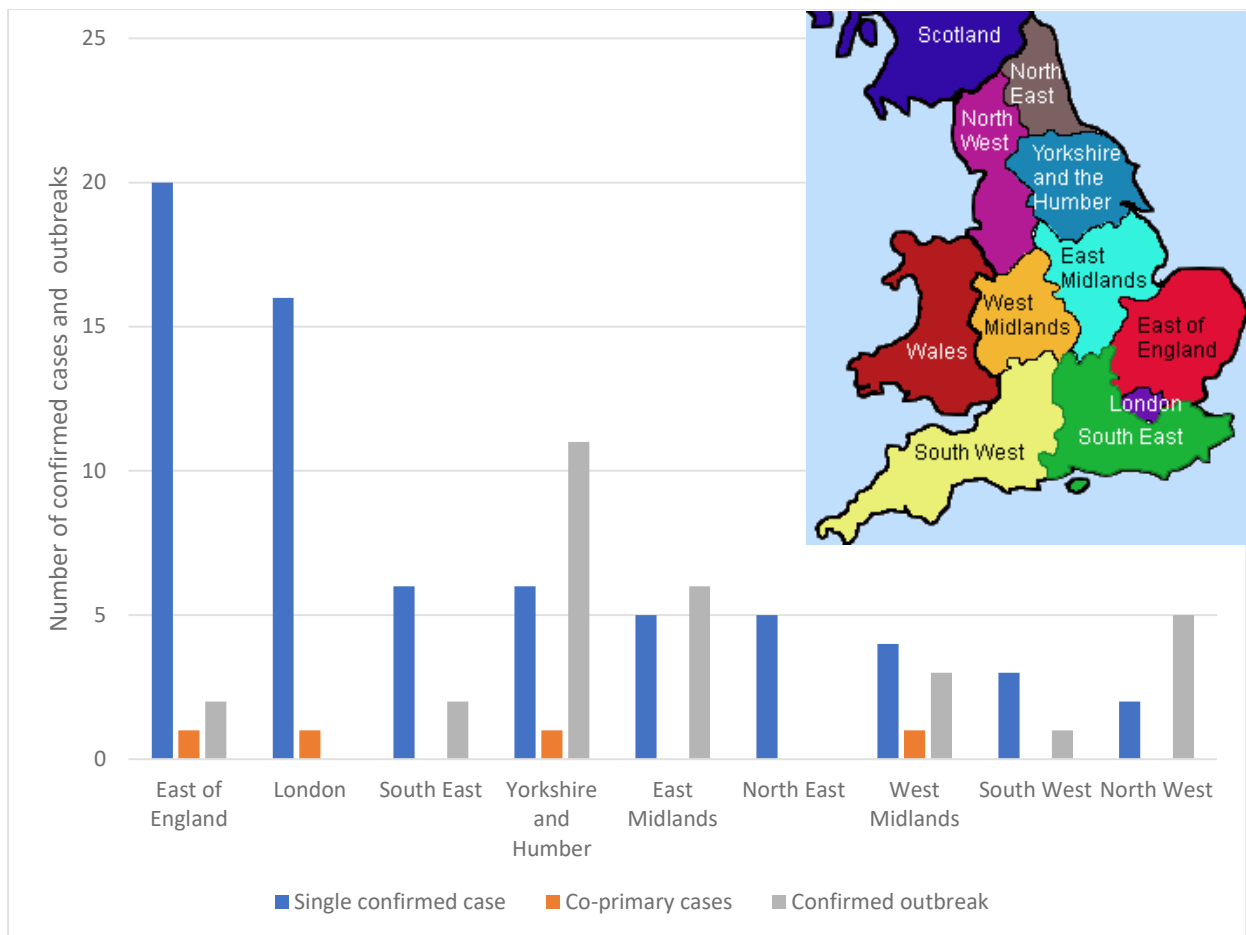 Number of confirmed cases and outbreaks
25
20
15
10
5
0
East of
England
London
South East
Yorkshire
and
Humber
East
Midlands
North East
West
Midlands
South West
North West
Single confirmed case
Co-primary cases
Confirmed outbreak
Scotland
North
East
North
West
Yorkshire
and the
Humber
East
Midlands
West
Midlands
East of
England
Wales
London
South East
South West